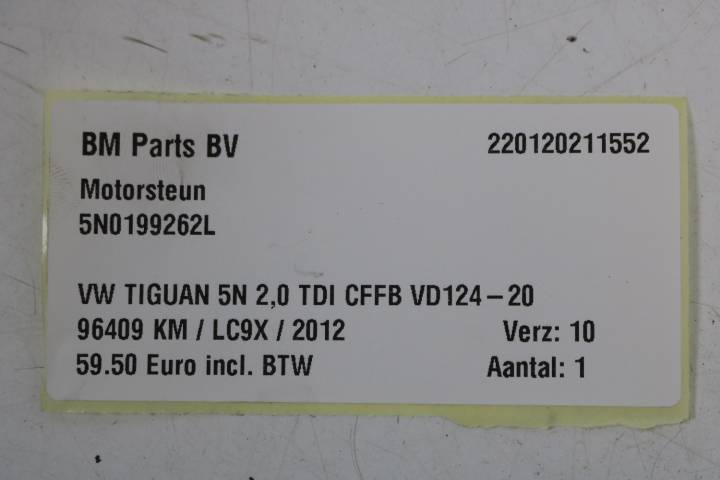 BM Parts BV 220120211552
Motorsteun
5N0199262L
VW TIGUAN 5N 2,0 TDI CFFB VD124-20
96409 KM / LC9X / 2012 Verz: 10
59.50 Euro incl. BTW Aantal: 1